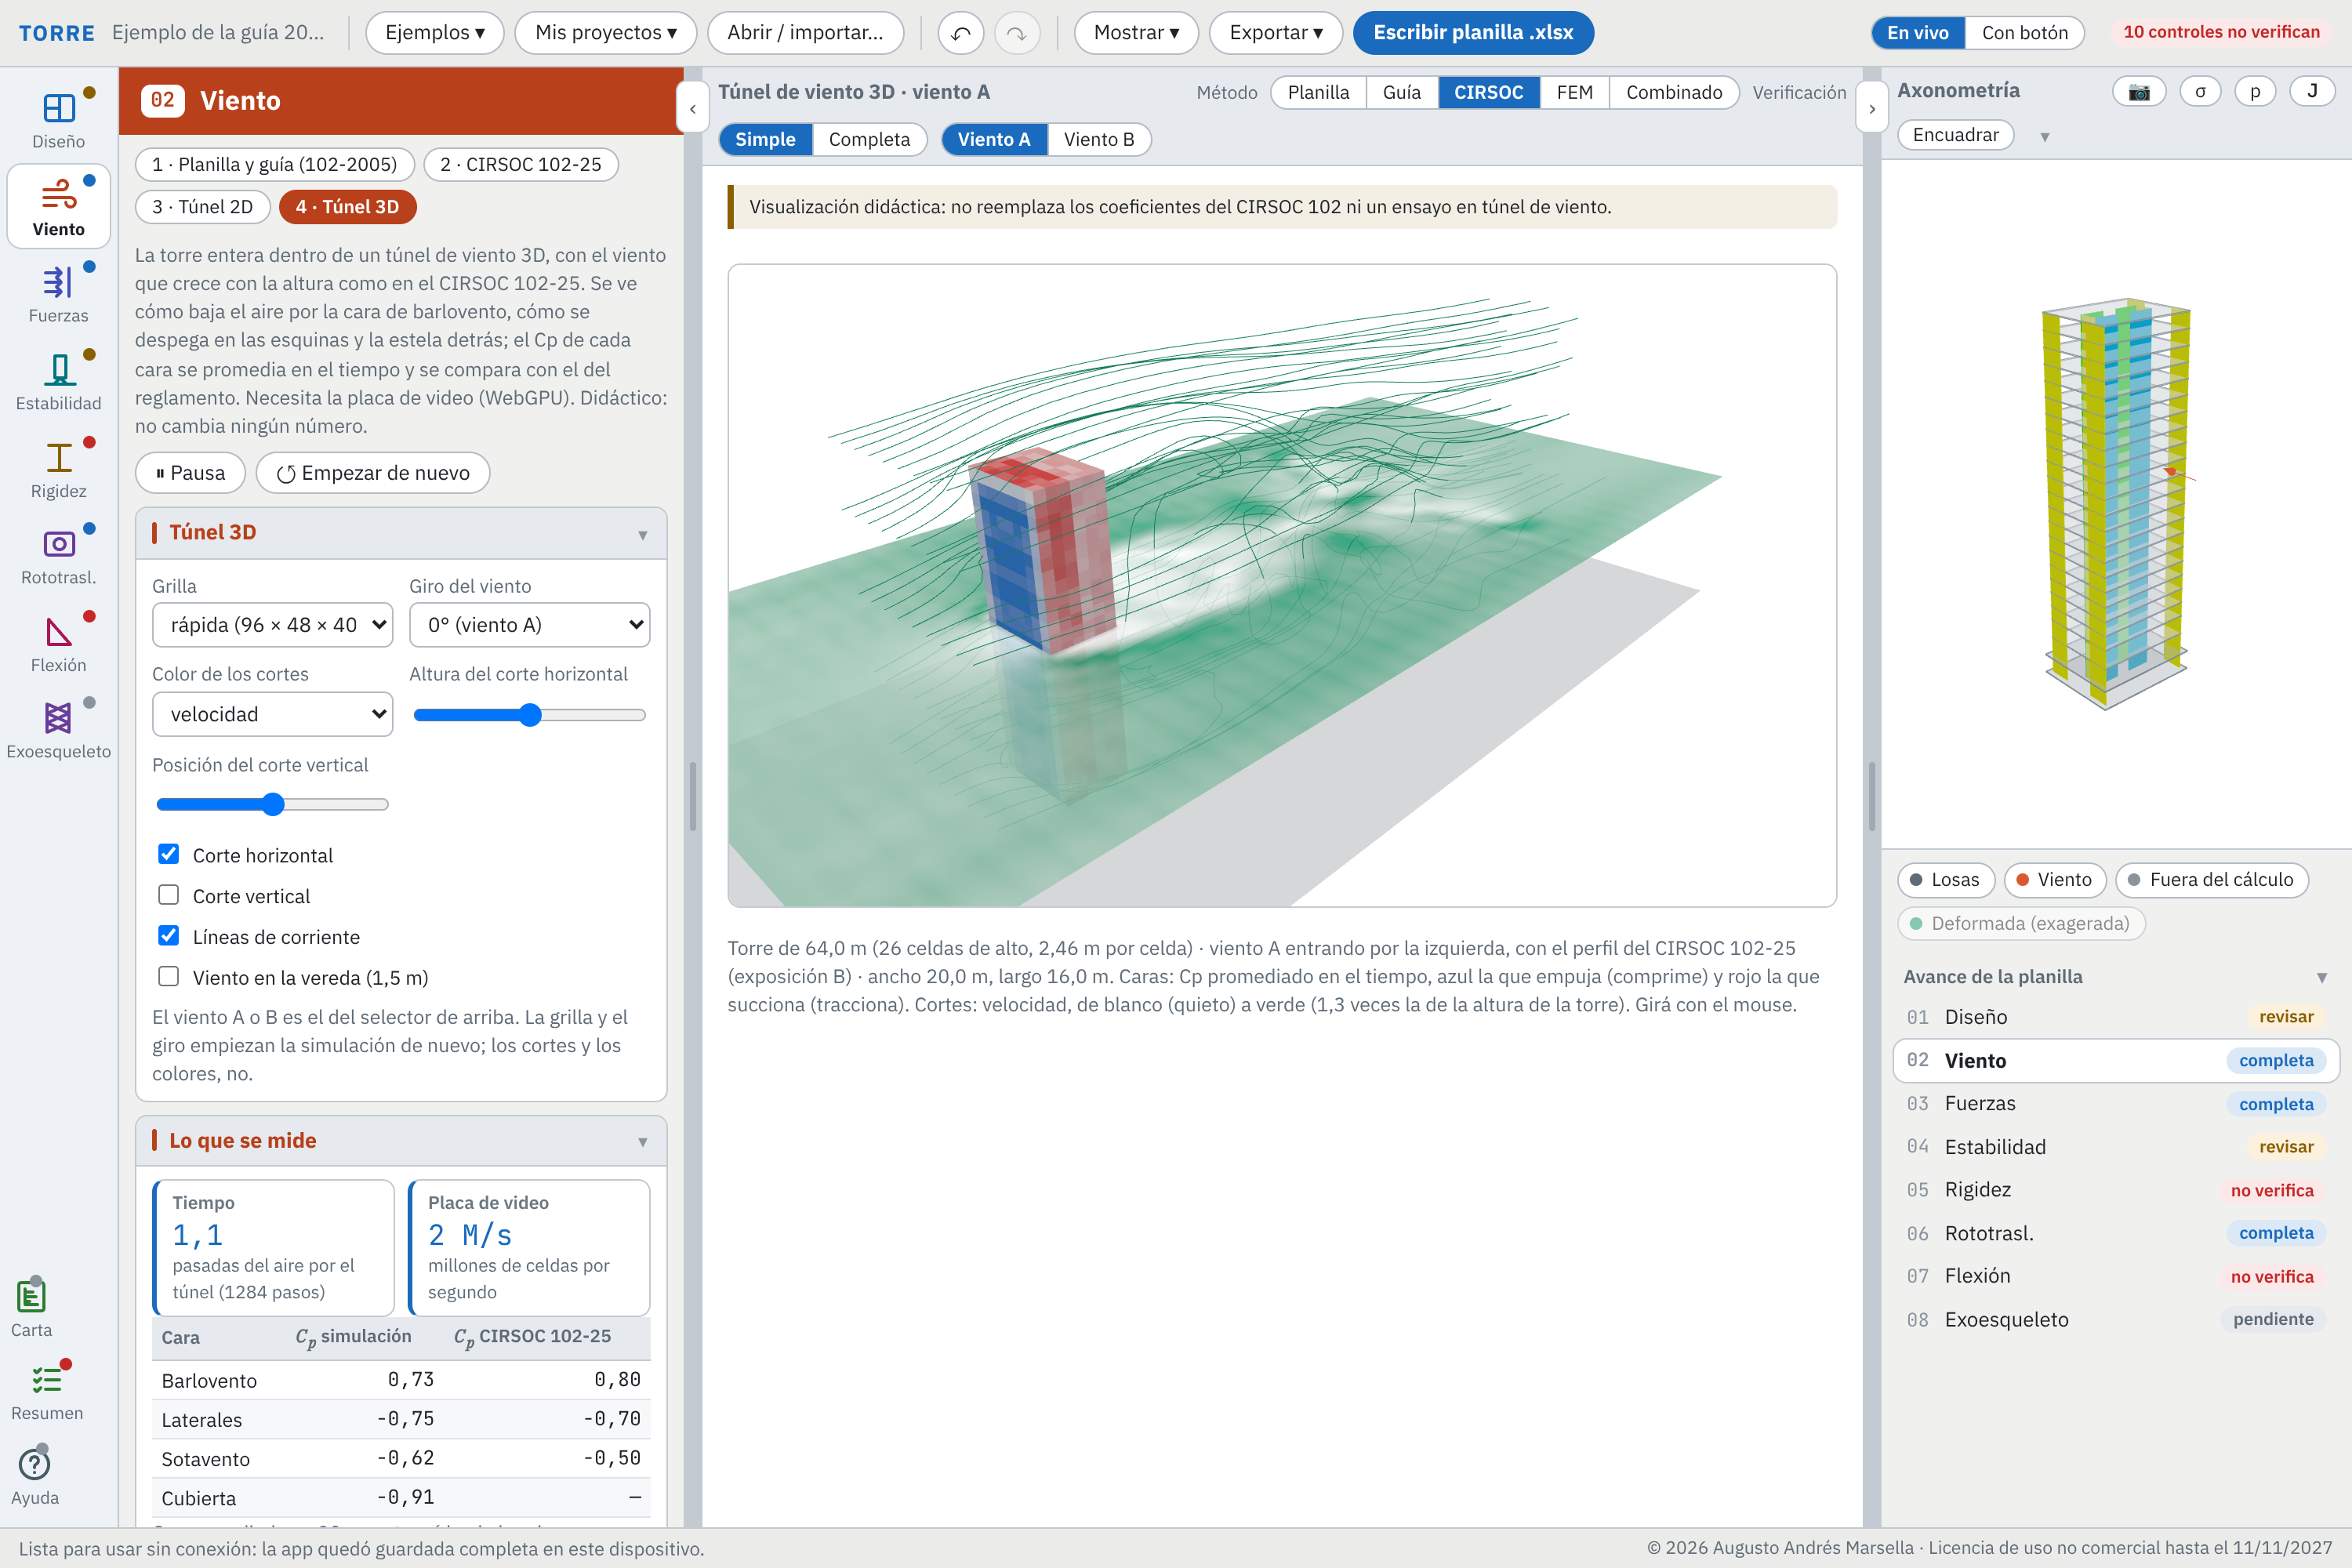 TORRE Ejemplo de la guía 20... Ejemplos ▾ Mis proyectos ▾ Abrir / importar... Mostrar ▾ Exportar ▾ Escribir planilla .xlsx En vivo Con botón 10 controles no verifican
Diseño
Viento
Fuerzas
Estabilidad
Rigidez
Rototrasl.
Flexión
Exoesqueleto
Carta
Resumen
Ayuda
02 Viento
1 · Planilla y guía (102-2005) 2 · CIRSOC 102-25
3 · Túnel 2D 4 · Túnel 3D
La torre entera dentro de un túnel de viento 3D, con el viento
que crece con la altura como en el CIRSOC 102-25. Se ve
cómo baja el aire por la cara de barlovento, cómo se
despega en las esquinas y la estela detrás; el Cp de cada
cara se promedia en el tiempo y se compara con el del
reglamento. Necesita la placa de video (WebGPU). Didáctico:
no cambia ningún número.
Pausa Empezar de nuevo
Túnel 3D
Grilla Giro del viento
rápida (96 × 48 × 40 0° (viento A)
Color de los cortes Altura del corte horizontal
velocidad
Posición del corte vertical
Corte horizontal
Corte vertical
Líneas de corriente
Viento en la vereda (1,5 m)
El viento A o B es el del selector de arriba. La grilla y el
giro empiezan la simulación de nuevo; los cortes y los
colores, no.
Lo que se mide
Tiempo Placa de video
1,1 2 M/s
pasadas del aire por el millones de celdas por
túnel (1284 pasos) segundo
Cara Cp simulación Cp CIRSOC 102-25
Barlovento 0,73 0,80
Laterales -0,75 -0,70
Sotavento -0,62 -0,50
Cubierta -0,91 —
Túnel de viento 3D · viento A Método Planilla Guía CIRSOC FEM Combinado Verificación
Simple Completa Viento A Viento B
Visualización didáctica: no reemplaza los coeficientes del CIRSOC 102 ni un ensayo en túnel de viento.
Torre de 64,0 m (26 celdas de alto, 2,46 m por celda) · viento A entrando por la izquierda, con el perfil del CIRSOC 102-25
(exposición B) · ancho 20,0 m, largo 16,0 m. Caras: Cp promediado en el tiempo, azul la que empuja (comprime) y rojo la que
succiona (tracciona). Cortes: velocidad, de blanco (quieto) a verde (1,3 veces la de la altura de la torre). Girá con el mouse.
Axonometría σ p J
Encuadrar
Losas Viento Fuera del cálculo
Deformada (exagerada)
Avance de la planilla
01 Diseño revisar
02 Viento completa
03 Fuerzas completa
04 Estabilidad revisar
05 Rigidez no verifica
06 Rototrasl. completa
07 Flexión no verifica
08 Exoesqueleto pendiente
Lista para usar sin conexión: la app quedó guardada completa en este dispositivo.
© 2026 Augusto Andrés Marsella · Licencia de uso no comercial hasta el 11/11/2027